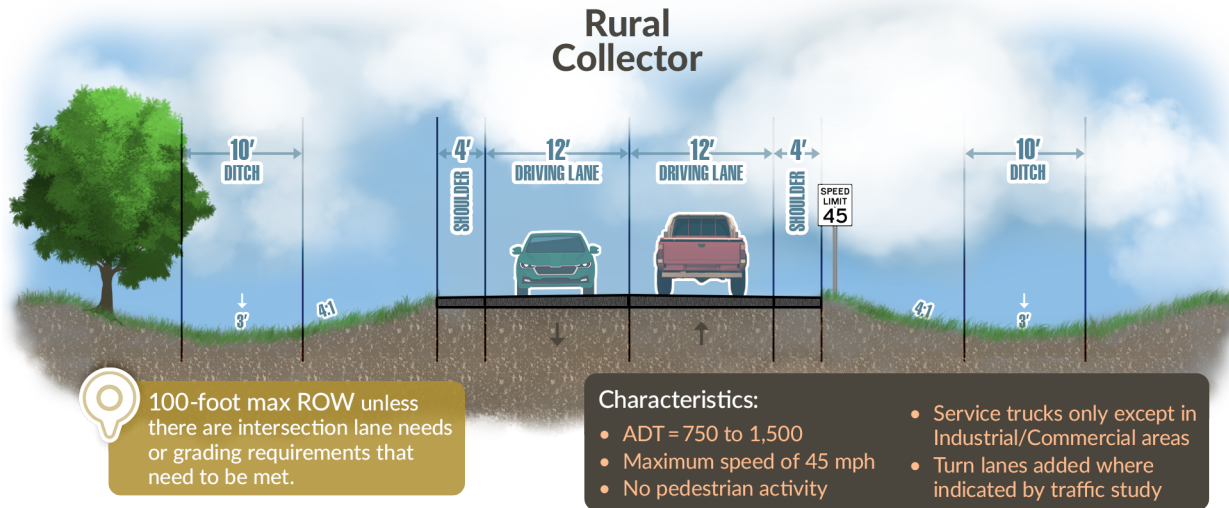 Rural
Collector
10'
DITCH
4'
SHOULDER
12'
DRIVING LANE
12'
DRIVING LANE
4'
SHOULDER
10'
DITCH
SPEED
LIMIT
45
3'
4:1
4:1
3'
100-foot max ROW unless
there are intersection lane needs
or grading requirements that
need to be met.
Characteristics:
• ADT = 750 to 1,500
• Maximum speed of 45 mph
• No pedestrian activity
• Service trucks only except in
Industrial/Commercial areas
• Turn lanes added where
indicated by traffic study